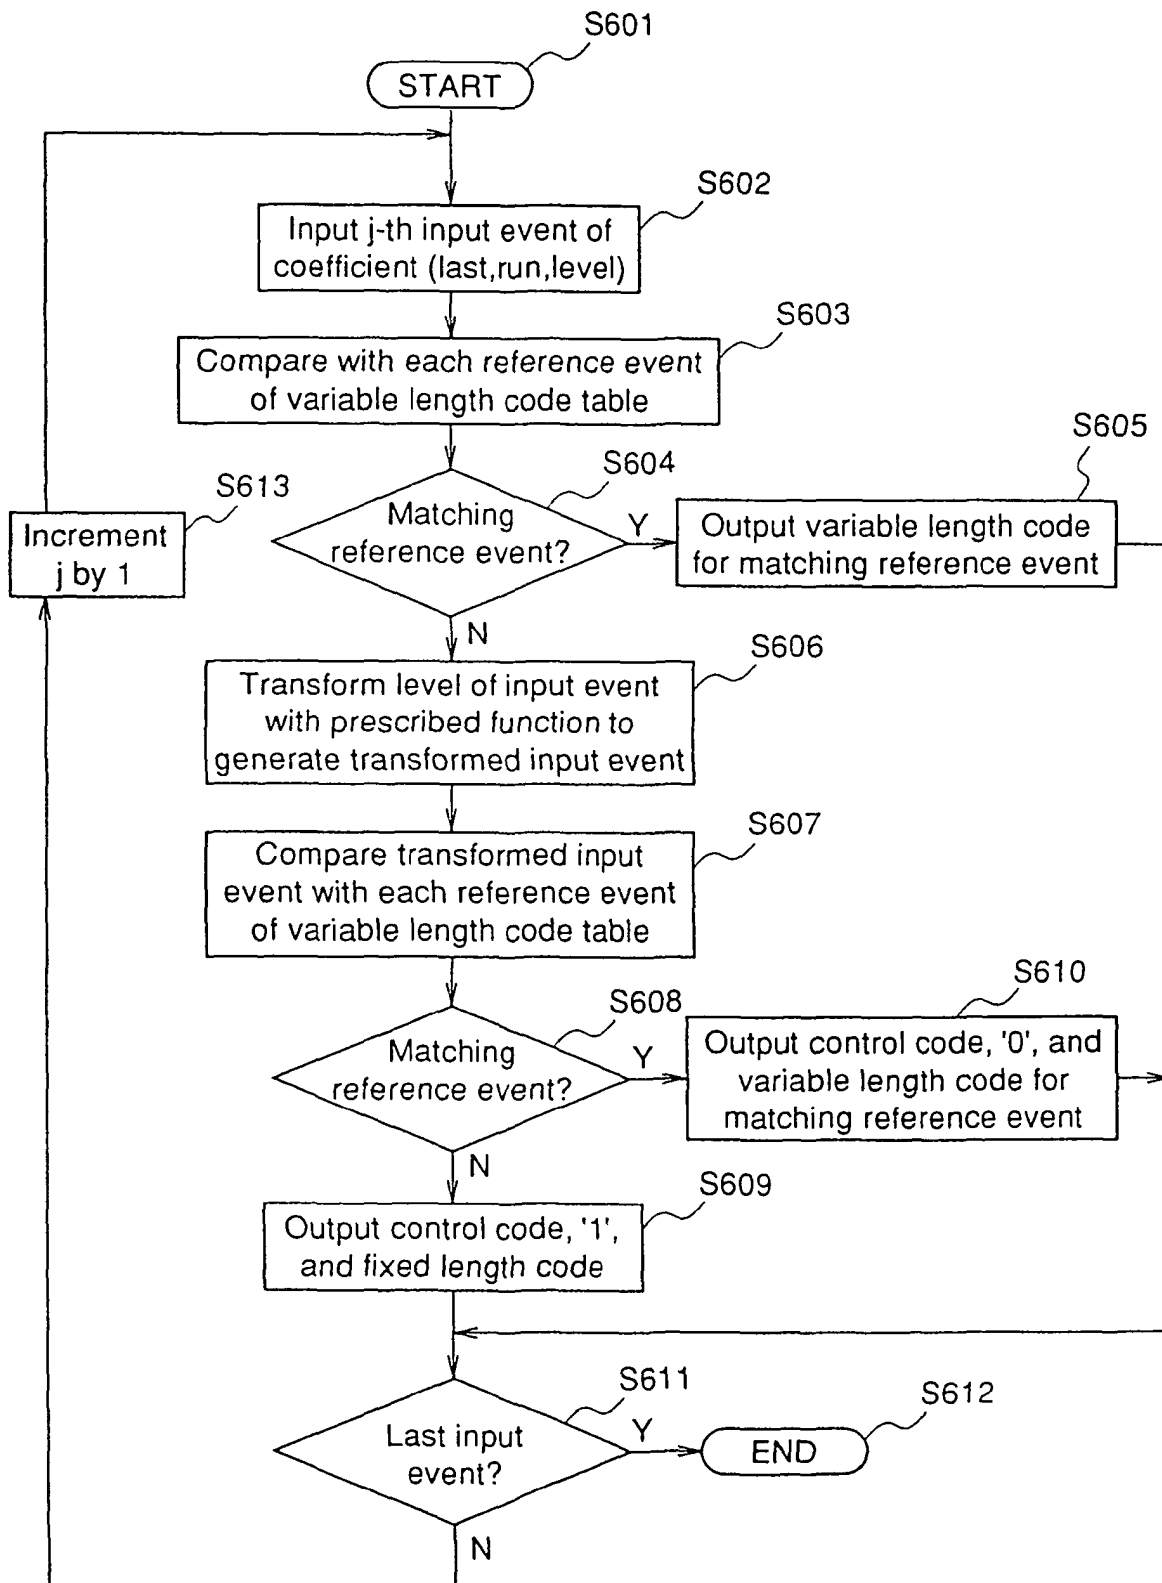 S601
START
S602
Input j-th input event of
coefficient (last,run,level)
S603
Compare with each reference event
of variable length code table
S604
Matching
reference event?
Y
S605
Output variable length code
for matching reference event
S613
Increment
j by 1
N
S606
Transform level of input event
with prescribed function to
generate transformed input event
S607
Compare transformed input
event with each reference event
of variable length code table
S608
Matching
reference event?
Y
S610
Output control code, '0', and
variable length code for
matching reference event
N
S609
Output control code, '1',
and fixed length code
S611
Last input
event?
Y
S612
END
N